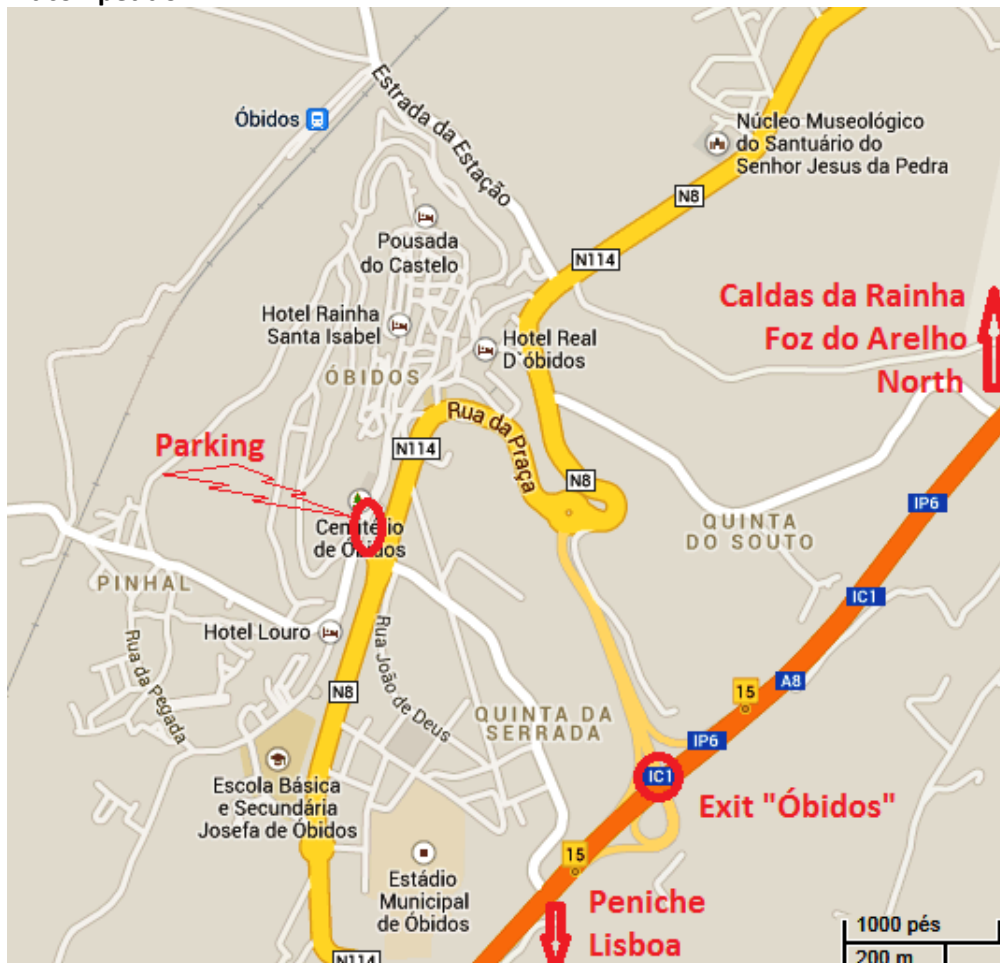 Óbidos
Estrada da Estação
Núcleo Museológico
do Santuário do
Senhor Jesus da Pedra
N8
Pousada
do Castelo
N114
Caldas da Rainha
Foz do Arelho
North
Hotel Rainha
Santa Isabel
Hotel Real
D´óbidos
ÓBIDOS
Rua da Praça
N114
Parking
N8
IP6
Cemitério
de Óbidos
QUINTA
DO SOUTO
PINHAL
IC1
Hotel Louro
Rua João de Deus
Rua da Pegada
N8
A8
15
QUINTA DA
SERRADA
IP6
IC1
Exit "Óbidos"
Escola Básica
e Secundária
Josefa de Óbidos
15
Estádio
Municipal
de Óbidos
Peniche
Lisboa
1000 pés
200 m
N114